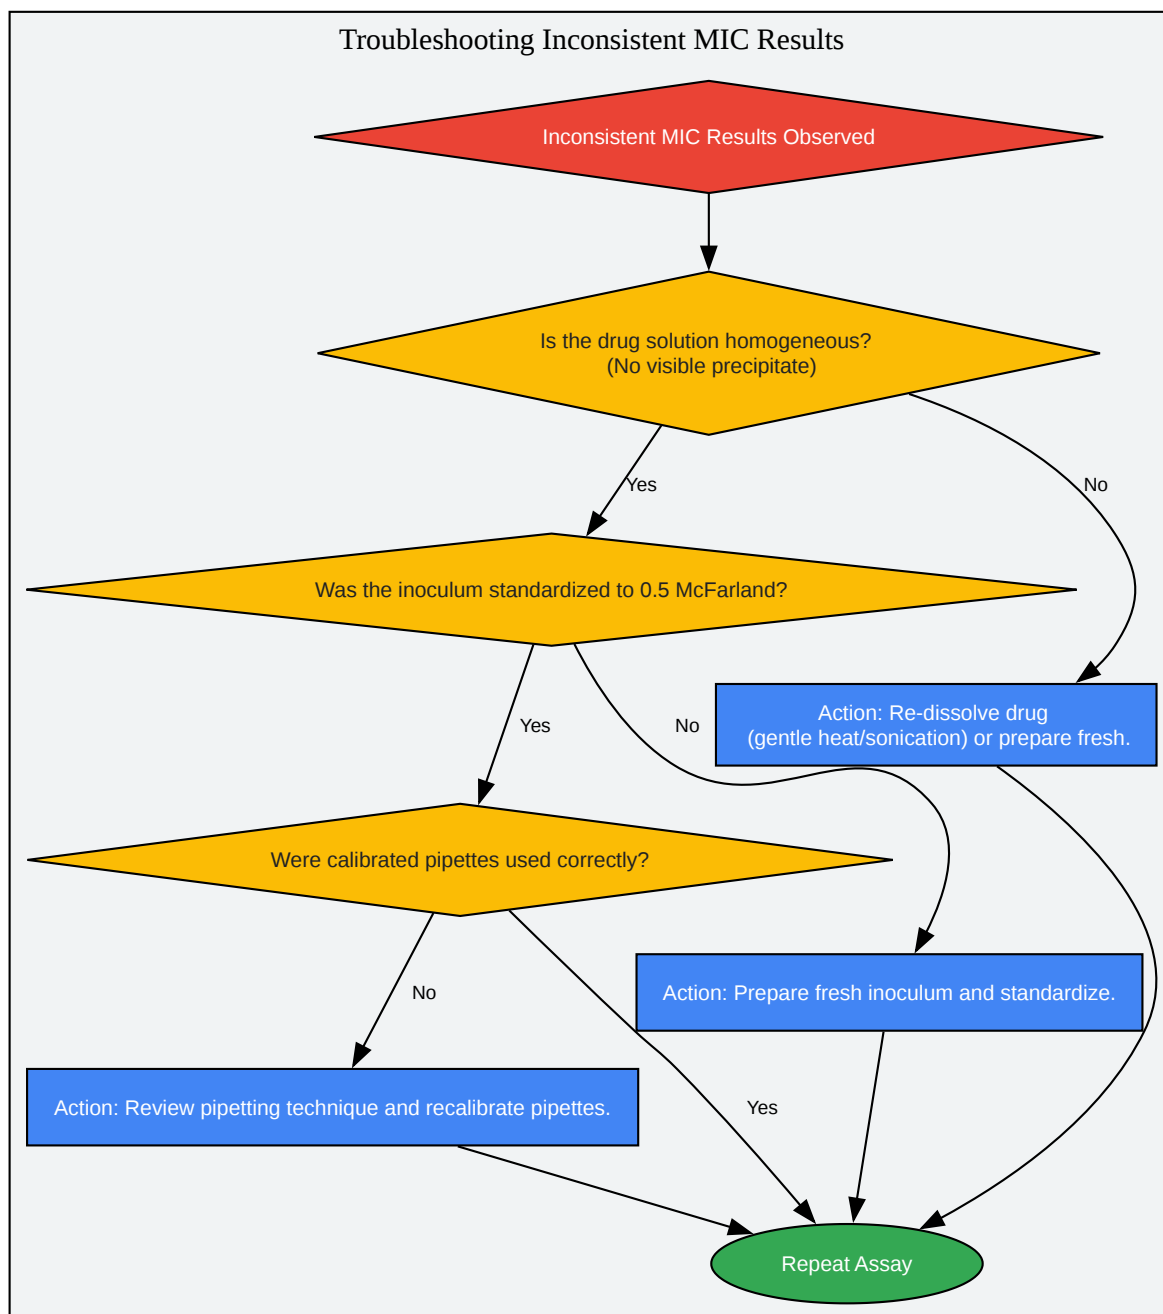 Troubleshooting Inconsistent MIC Results
Inconsistent MIC Results Observed
Is the drug solution homogeneous?
(No visible precipitate)
Yes
No
Was the inoculum standardized to 0.5 McFarland?
Yes
No
Action: Re-dissolve drug
(gentle heat/sonication) or prepare fresh.
Were calibrated pipettes used correctly?
No
Action: Prepare fresh inoculum and standardize.
Action: Review pipetting technique and recalibrate pipettes.
Yes
Repeat Assay